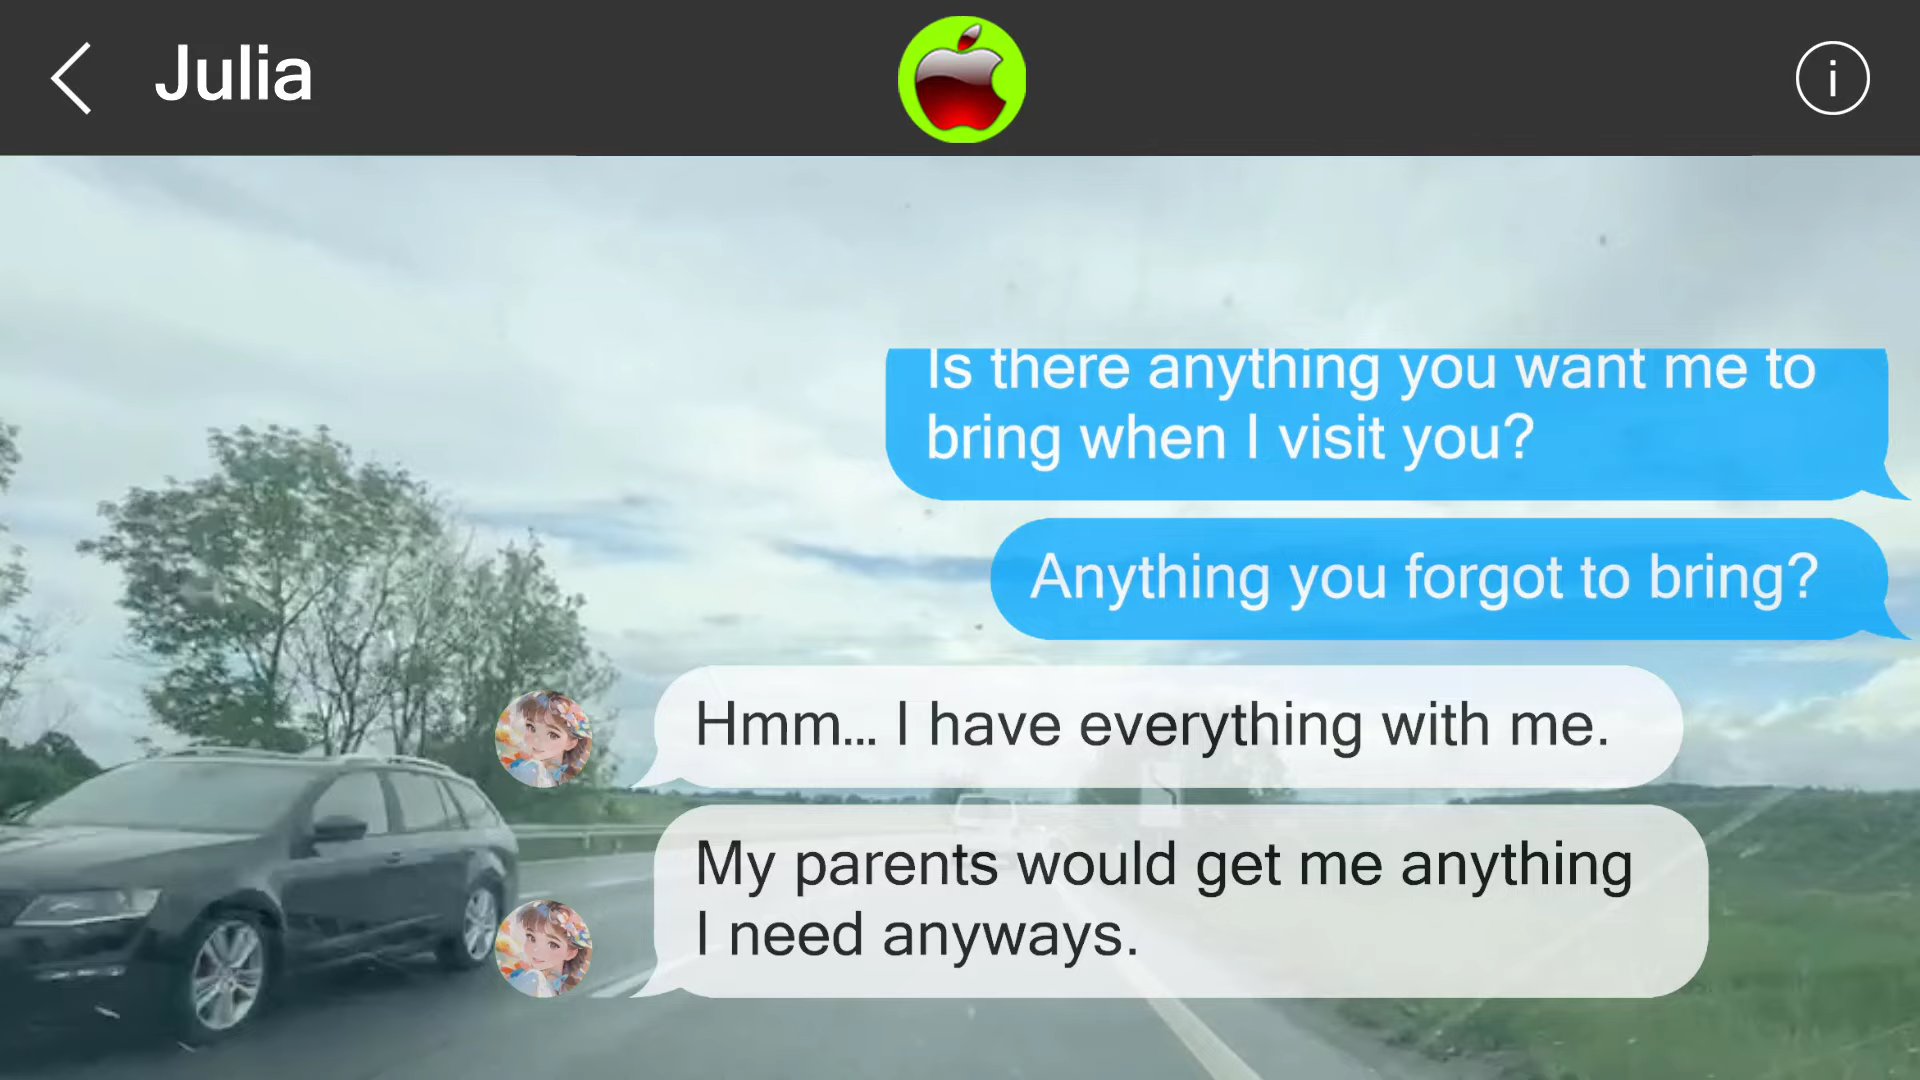 Julia
i
Is there anything you want me to
bring when I visit you?
Anything you forgot to bring?
Hmm... I have everything with me.
My parents would get me anything
I need anyways.